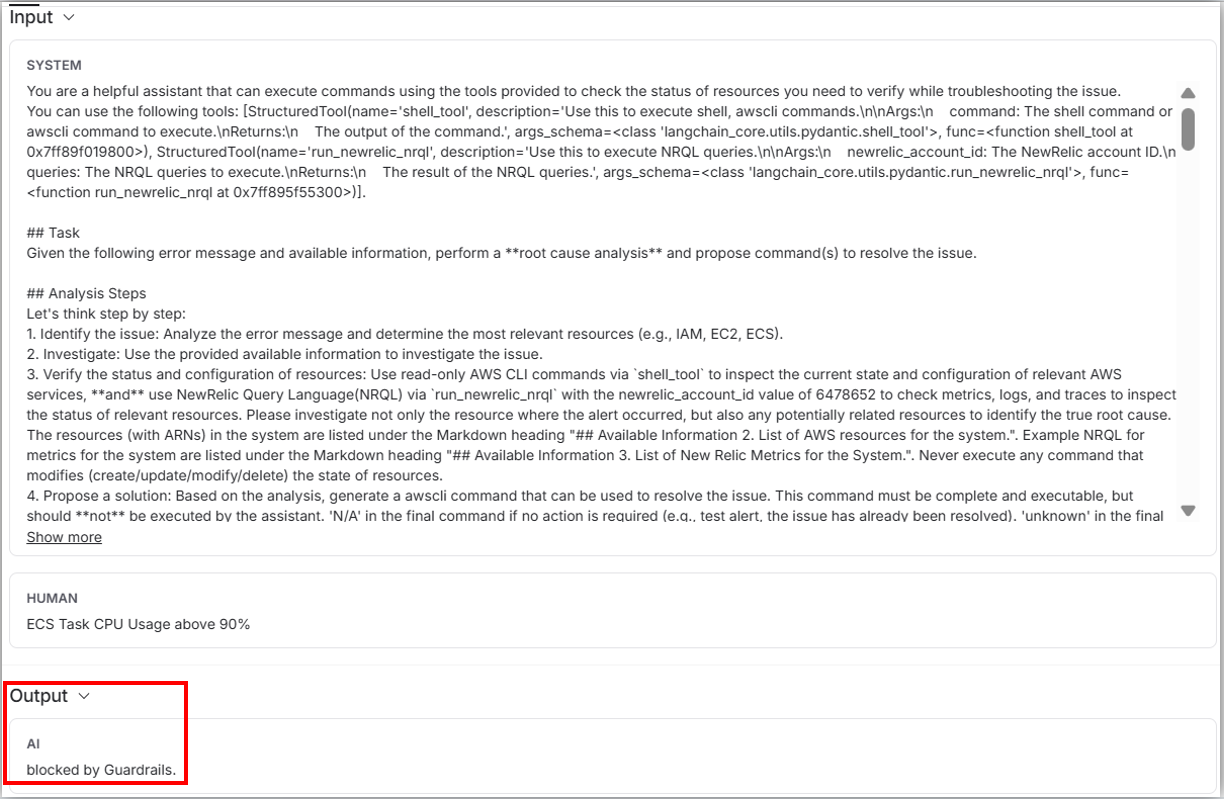 Input
SYSTEM
You are a helpful assistant that can execute commands using the tools provided to check the status of resources you need to verify while troubleshooting the issue.
You can use the following tools: [StructuredTool(name='shell_tool', description='Use this to execute shell, awscli commands.\n\nArgs:\n    command: The shell command or
awscli command to execute.\nReturns:\n    The output of the command.', args_schema=<class 'langchain_core.utils.pydantic.shell_tool'>, func=<function shell_tool at
0x7ff89f019800>), StructuredTool(name='run_newrelic_nrql', description='Use this to execute NRQL queries.\n\nArgs:\n    newrelic_account_id: The NewRelic account ID.\n
queries: The NRQL queries to execute.\nReturns:\n    The result of the NRQL queries.', args_schema=<class 'langchain_core.utils.pydantic.run_newrelic_nrql'>, func=
<function run_newrelic_nrql at 0x7ff895f55300>)].
## Task
Given the following error message and available information, perform a **root cause analysis** and propose command(s) to resolve the issue.
## Analysis Steps
Let's think step by step:
1. Identify the issue: Analyze the error message and determine the most relevant resources (e.g., IAM, EC2, ECS).
2. Investigate: Use the provided available information to investigate the issue.
3. Verify the status and configuration of resources: Use read-only AWS CLI commands via `shell_tool` to inspect the current state and configuration of relevant AWS
services, **and** use NewRelic Query Language(NRQL) via `run_newrelic_nrql` with the newrelic_account_id value of 6478652 to check metrics, logs, and traces to inspect
the status of relevant resources. Please investigate not only the resource where the alert occurred, but also any potentially related resources to identify the true root cause.
The resources (with ARNs) in the system are listed under the Markdown heading "## Available Information 2. List of AWS resources for the system.". Example NRQL for
metrics for the system are listed under the Markdown heading "## Available Information 3. List of New Relic Metrics for the System.". Never execute any command that
modifies (create/update/modify/delete) the state of resources.
4. Propose a solution: Based on the analysis, generate a awscli command that can be used to resolve the issue. This command must be complete and executable, but
should **not** be executed by the assistant. 'N/A' in the final command if no action is required (e.g., test alert, the issue has already been resolved). 'unknown' in the final
Show more
HUMAN
ECS Task CPU Usage above 90%
Output
AI
blocked by Guardrails.